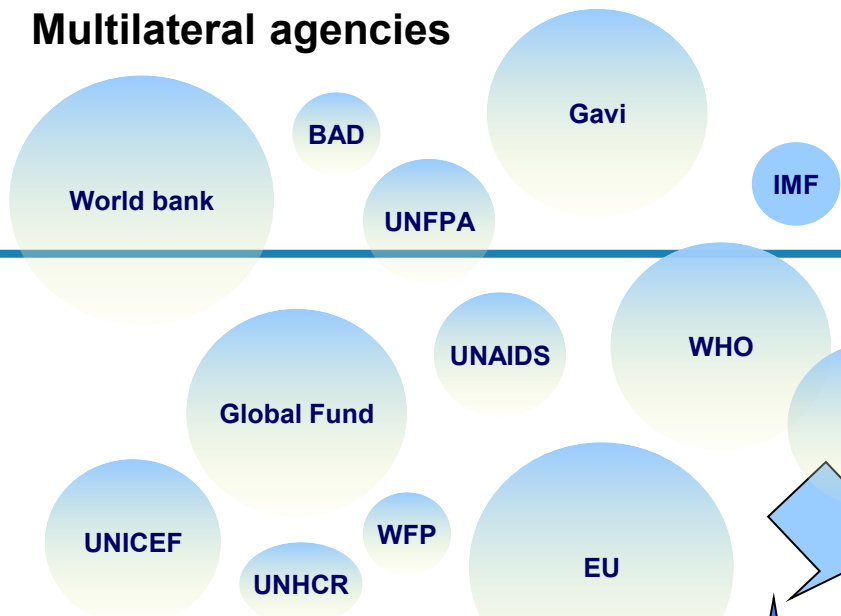 Multilateral agencies
Gavi
BAD
World bank
IMF
UNFPA
UNAIDS
WHO
Global Fund
UNICEF
WFP
UNHCR
EU